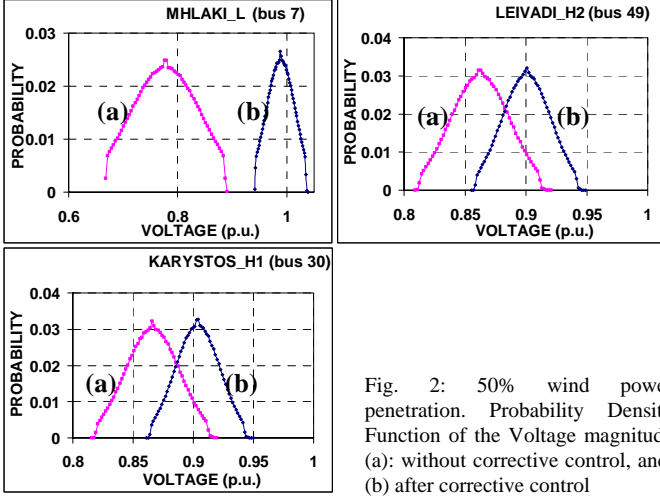 MHLAKI_L (bus 7)
0.03
0.02
0.01
0
PROBABILITY
(a)
(b)
0.6
0.8
1
VOLTAGE (p.u.)
LEIVADI_H2 (bus 49)
0.04
0.03
0.02
0.01
0
PROBABILITY
(a)
(b)
0.8
0.85
0.9
0.95
1
VOLTAGE (p.u.)
KARYSTOS_H1 (bus 30)
0.04
0.03
0.02
0.01
0
PROBABILITY
(a)
(b)
0.8
0.85
0.9
0.95
1
VOLTAGE (p.u.)
Fig. 2: 50% wind powe
penetration. Probability Densit
Function of the Voltage magnitud
(a): without corrective control, and
(b) after corrective control